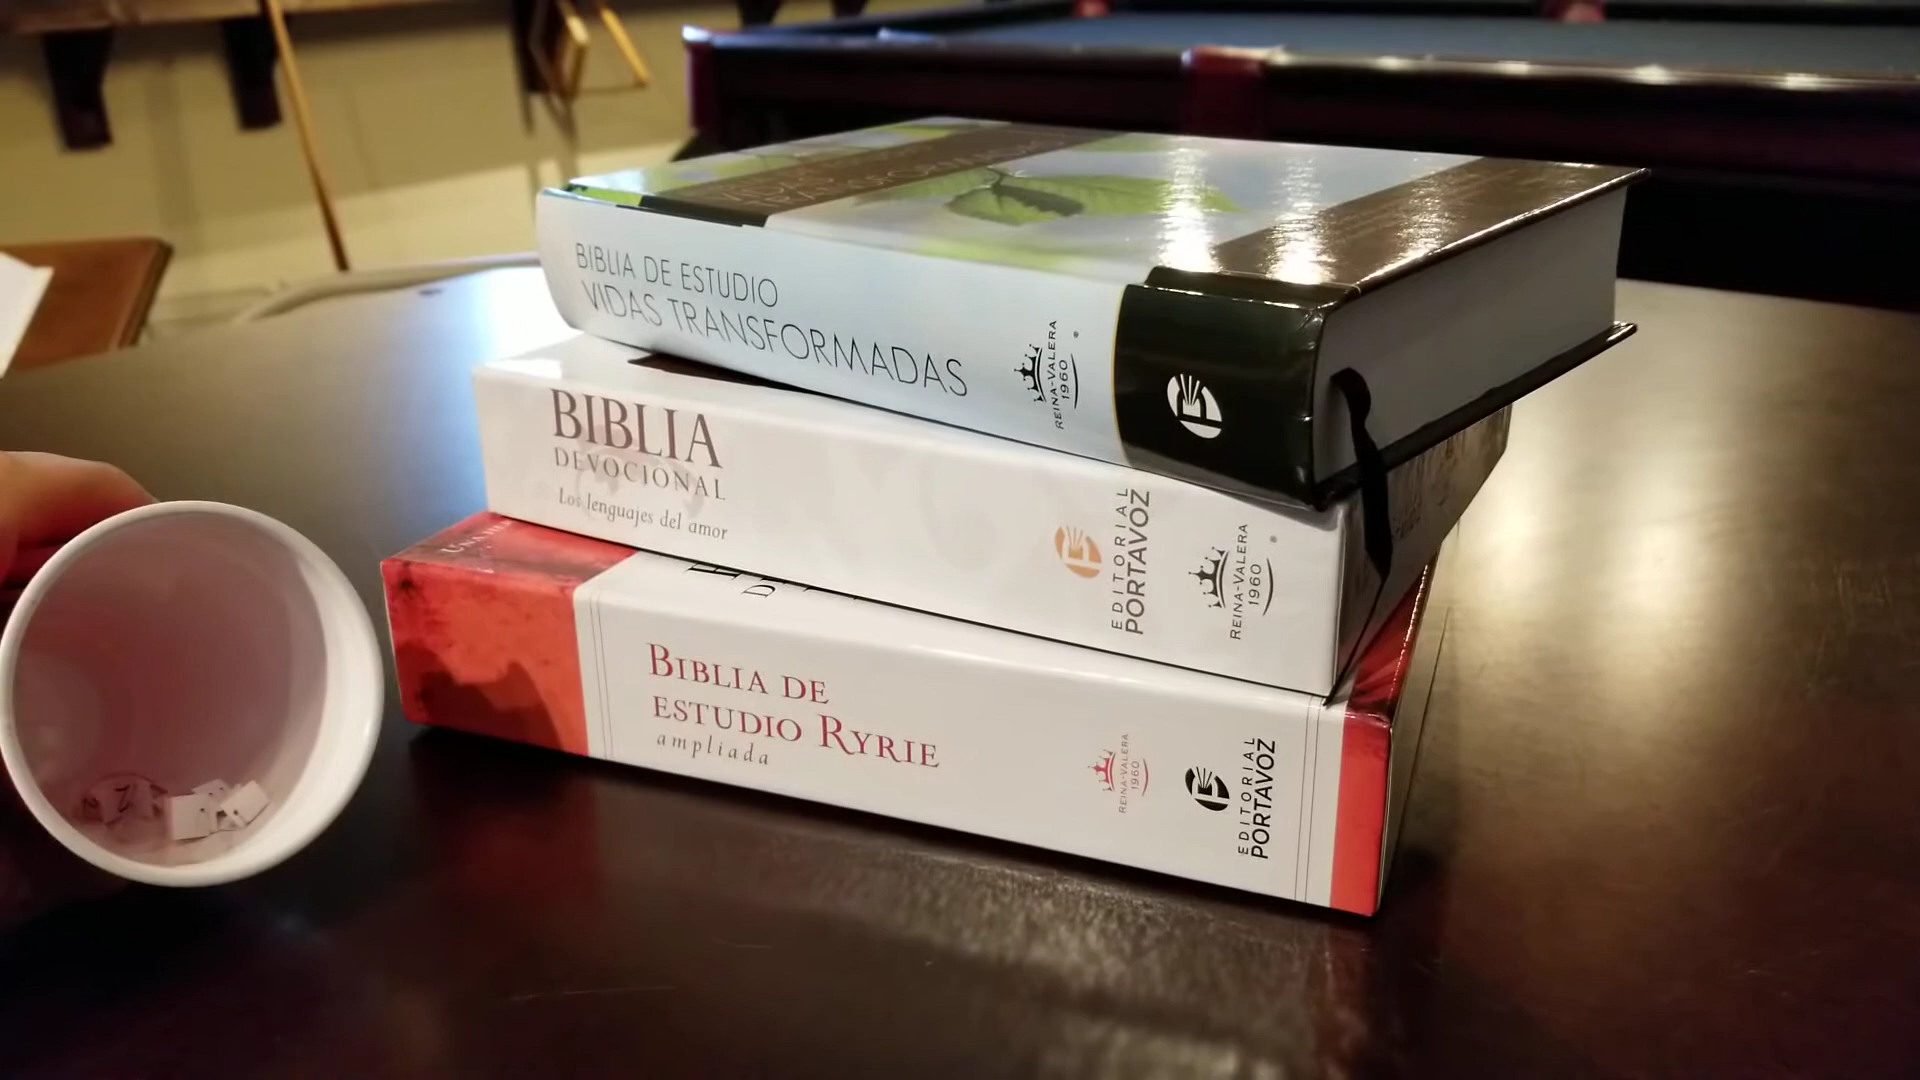 BIBLIA DE ESTUDIO
VIDAS TRANSFORMADAS
REINA-VALERA
1960
BIBLIA
DEVOCIONAL
Los lenguajes del amor
EDITORIAL
PORTAVOZ
REINA-VALERA
1960
BIBLIA DE
ESTUDIO RYRIE
ampliada
REINA-VALERA
1960
EDITORIAL
PORTAVOZ